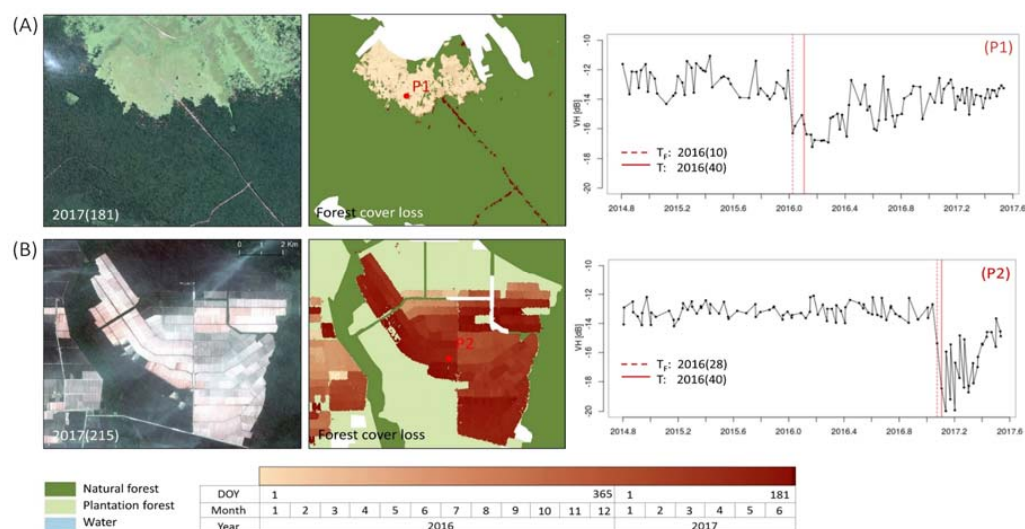 (A)
2017(181)
P1
Forest cover loss
(P1)
VH [dB]
-12
-14
-16
-18
-20
T_F: 2016(10)
T: 2016(40)
2014.8 2015.2 2015.6 2016.0 2016.4 2016.8 2017.2 2017.6
(B)
0 1 2 Km
2017(215)
P2
Forest cover loss
(P2)
VH [dB]
-10
-12
-14
-16
-18
-20
T_F: 2016(28)
T: 2016(40)
2014.8 2015.2 2015.6 2016.0 2016.4 2016.8 2017.2 2017.6
Natural forest
Plantation forest
Water
DOY 1 365 1 181
Month 1 2 3 4 5 6 7 8 9 10 11 12 1 2 3 4 5 6
Year 2016 2017